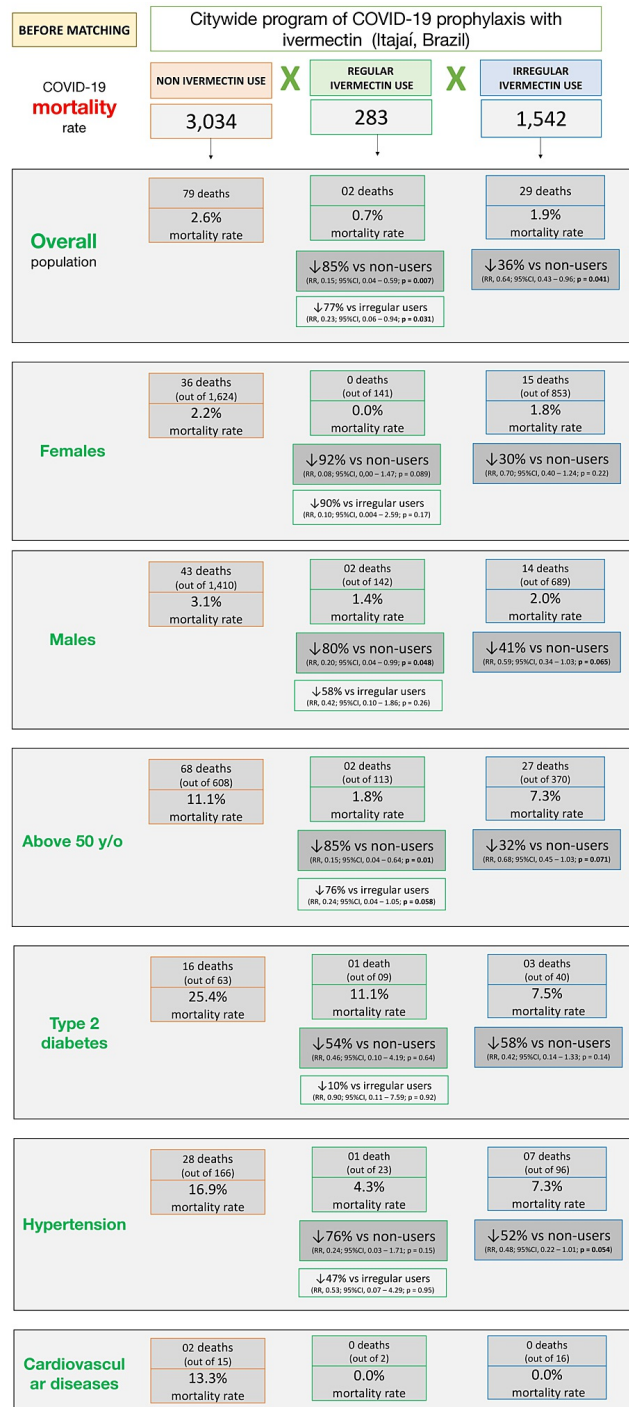 BEFORE MATCHING
Citywide program of COVID-19 prophylaxis with
ivermectin (Itajaí, Brazil)
COVID-19
mortality
rate
NON IVERMECTIN USE
X
REGULAR
IVERMECTIN USE
X
IRREGULAR
IVERMECTIN USE
3,034
283
1,542
Overall
population
79 deaths
2.6%
mortality rate
02 deaths
0.7%
mortality rate
↓85% vs non-users
(RR, 0.15; 95%CI, 0.04 – 0.59; p = 0.007)
↓77% vs irregular users
(RR, 0.23; 95%CI, 0.06 – 0.94; p = 0.031)
29 deaths
1.9%
mortality rate
↓36% vs non-users
(RR, 0.64; 95%CI, 0.43 – 0.96; p = 0.041)
Females
36 deaths
(out of 1,624)
2.2%
mortality rate
0 deaths
(out of 141)
0.0%
mortality rate
↓92% vs non-users
(RR, 0.08; 95%CI, 0,00 – 1.47; p = 0.089)
↓90% vs irregular users
(RR, 0.10; 95%CI, 0.004 – 2.59; p = 0.17)
15 deaths
(out of 853)
1.8%
mortality rate
↓30% vs non-users
(RR, 0.70; 95%CI, 0.40 – 1.24; p = 0.22)
Males
43 deaths
(out of 1,410)
3.1%
mortality rate
02 deaths
(out of 142)
1.4%
mortality rate
↓80% vs non-users
(RR, 0.20; 95%CI, 0.04 – 0.99; p = 0.048)
↓58% vs irregular users
(RR, 0.42; 95%CI, 0.10 – 1.86; p = 0.26)
14 deaths
(out of 689)
2.0%
mortality rate
↓41% vs non-users
(RR, 0.59; 95%CI, 0.34 – 1.03; p = 0.065)
Above 50 y/o
68 deaths
(out of 608)
11.1%
mortality rate
02 deaths
(out of 113)
1.8%
mortality rate
↓85% vs non-users
(RR, 0.15; 95%CI, 0.04 – 0.64; p = 0.01)
↓76% vs irregular users
(RR, 0.24; 95%CI, 0.04 – 1.05; p = 0.058)
27 deaths
(out of 370)
7.3%
mortality rate
↓32% vs non-users
(RR, 0.68; 95%CI, 0.45 – 1.03; p = 0.071)
Type 2
diabetes
16 deaths
(out of 63)
25.4%
mortality rate
01 death
(out of 09)
11.1%
mortality rate
↓54% vs non-users
(RR, 0.46; 95%CI, 0.10 – 4.19; p = 0.64)
↓10% vs irregular users
(RR, 0.90; 95%CI, 0.11 – 7.59; p = 0.92)
03 deaths
(out of 40)
7.5%
mortality rate
↓58% vs non-users
(RR, 0.42; 95%CI, 0.14 – 1.33; p = 0.14)
Hypertension
28 deaths
(out of 166)
16.9%
mortality rate
01 death
(out of 23)
4.3%
mortality rate
↓76% vs non-users
(RR, 0.24; 95%CI, 0.03 – 1.71; p = 0.15)
↓47% vs irregular users
(RR, 0.53; 95%CI, 0.07 – 4.29; p = 0.95)
07 deaths
(out of 96)
7.3%
mortality rate
↓52% vs non-users
(RR, 0.48; 95%CI, 0.22 – 1.01; p = 0.054)
Cardiovascul
ar diseases
02 deaths
(out of 15)
13.3%
mortality rate
0 deaths
(out of 2)
0.0%
mortality rate
0 deaths
(out of 16)
0.0%
mortality rate